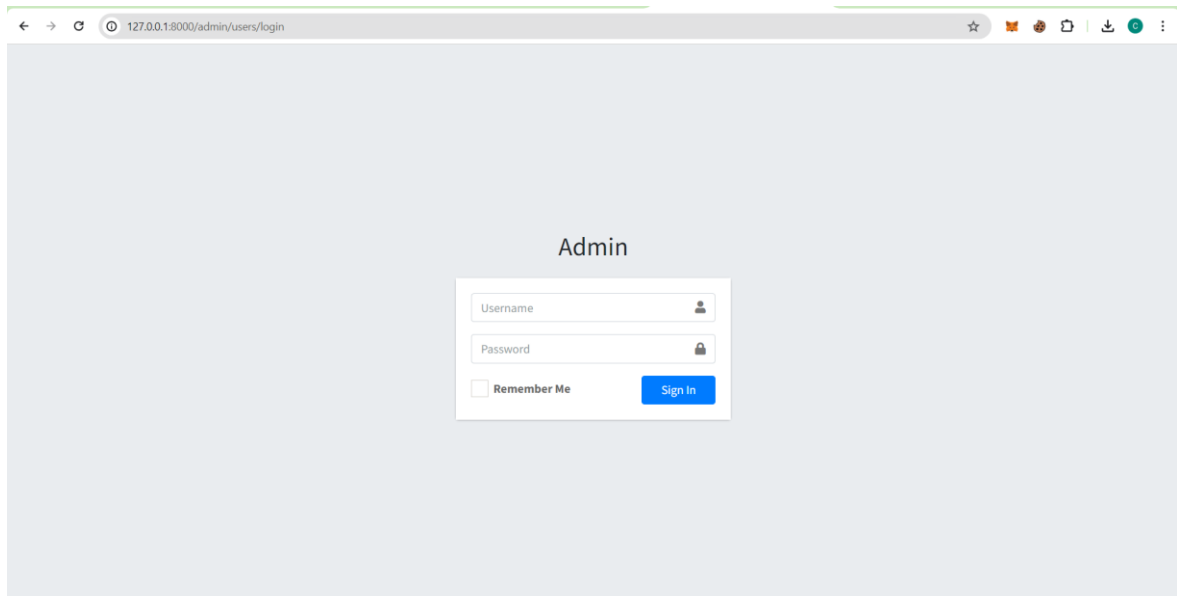 127.0.0.1:8000/admin/users/login
C
Admin
Username
Password
Remember Me
Sign In